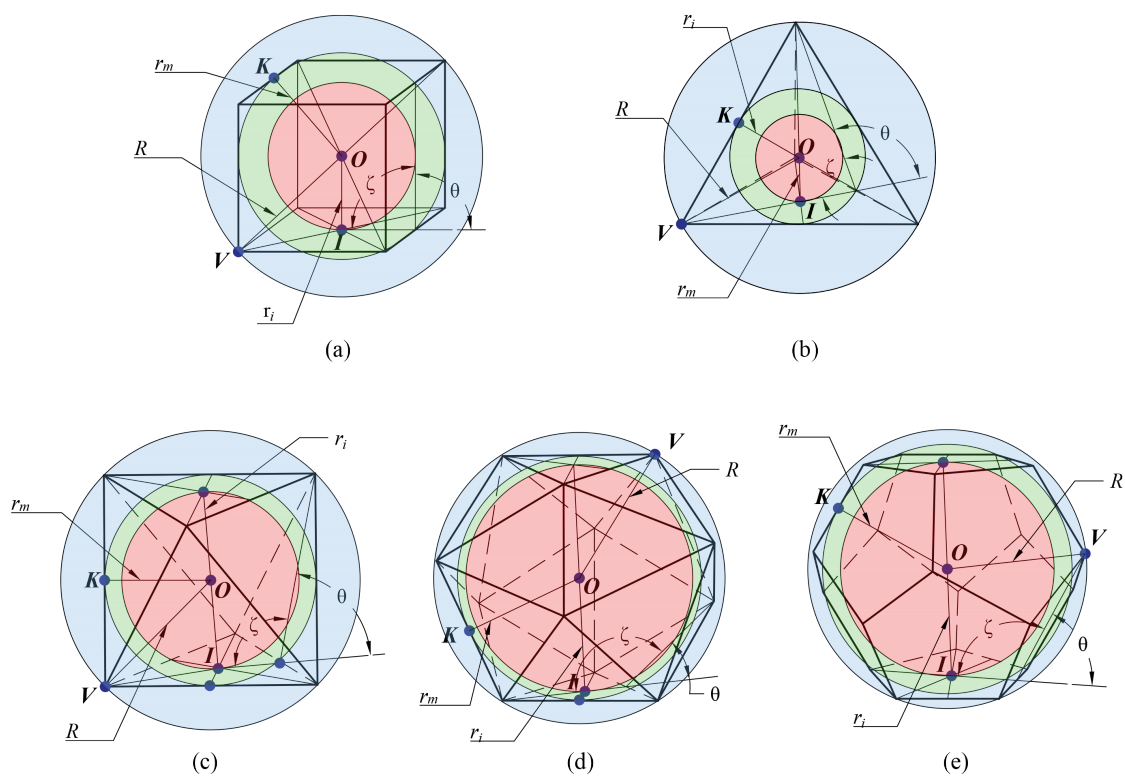 K
r_m
R
O
ζ
θ
I
V
r_i
(a)
r_i
R
K
O
θ
ζ
I
V
r_m
(b)
r_i
r_m
K
O
θ
ζ
I
V
R
(c)
V
R
O
K
ζ
I
r_m
θ
r_i
(d)
r_m
K
R
V
O
ζ
θ
I
r_i
(e)